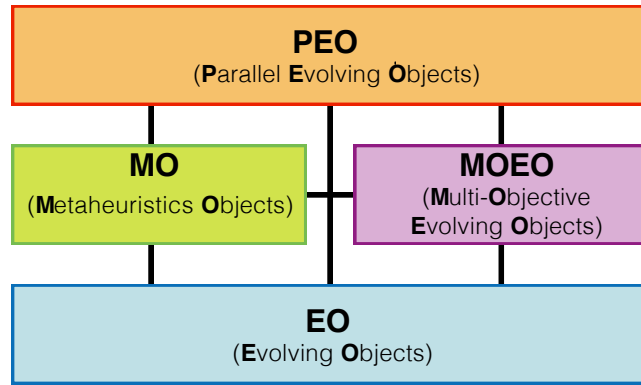 PEO
(Parallel Evolving Objects)
MO
(Metaheuristics Objects)
MOEO
(Multi-Objective
Evolving Objects)
EO
(Evolving Objects)